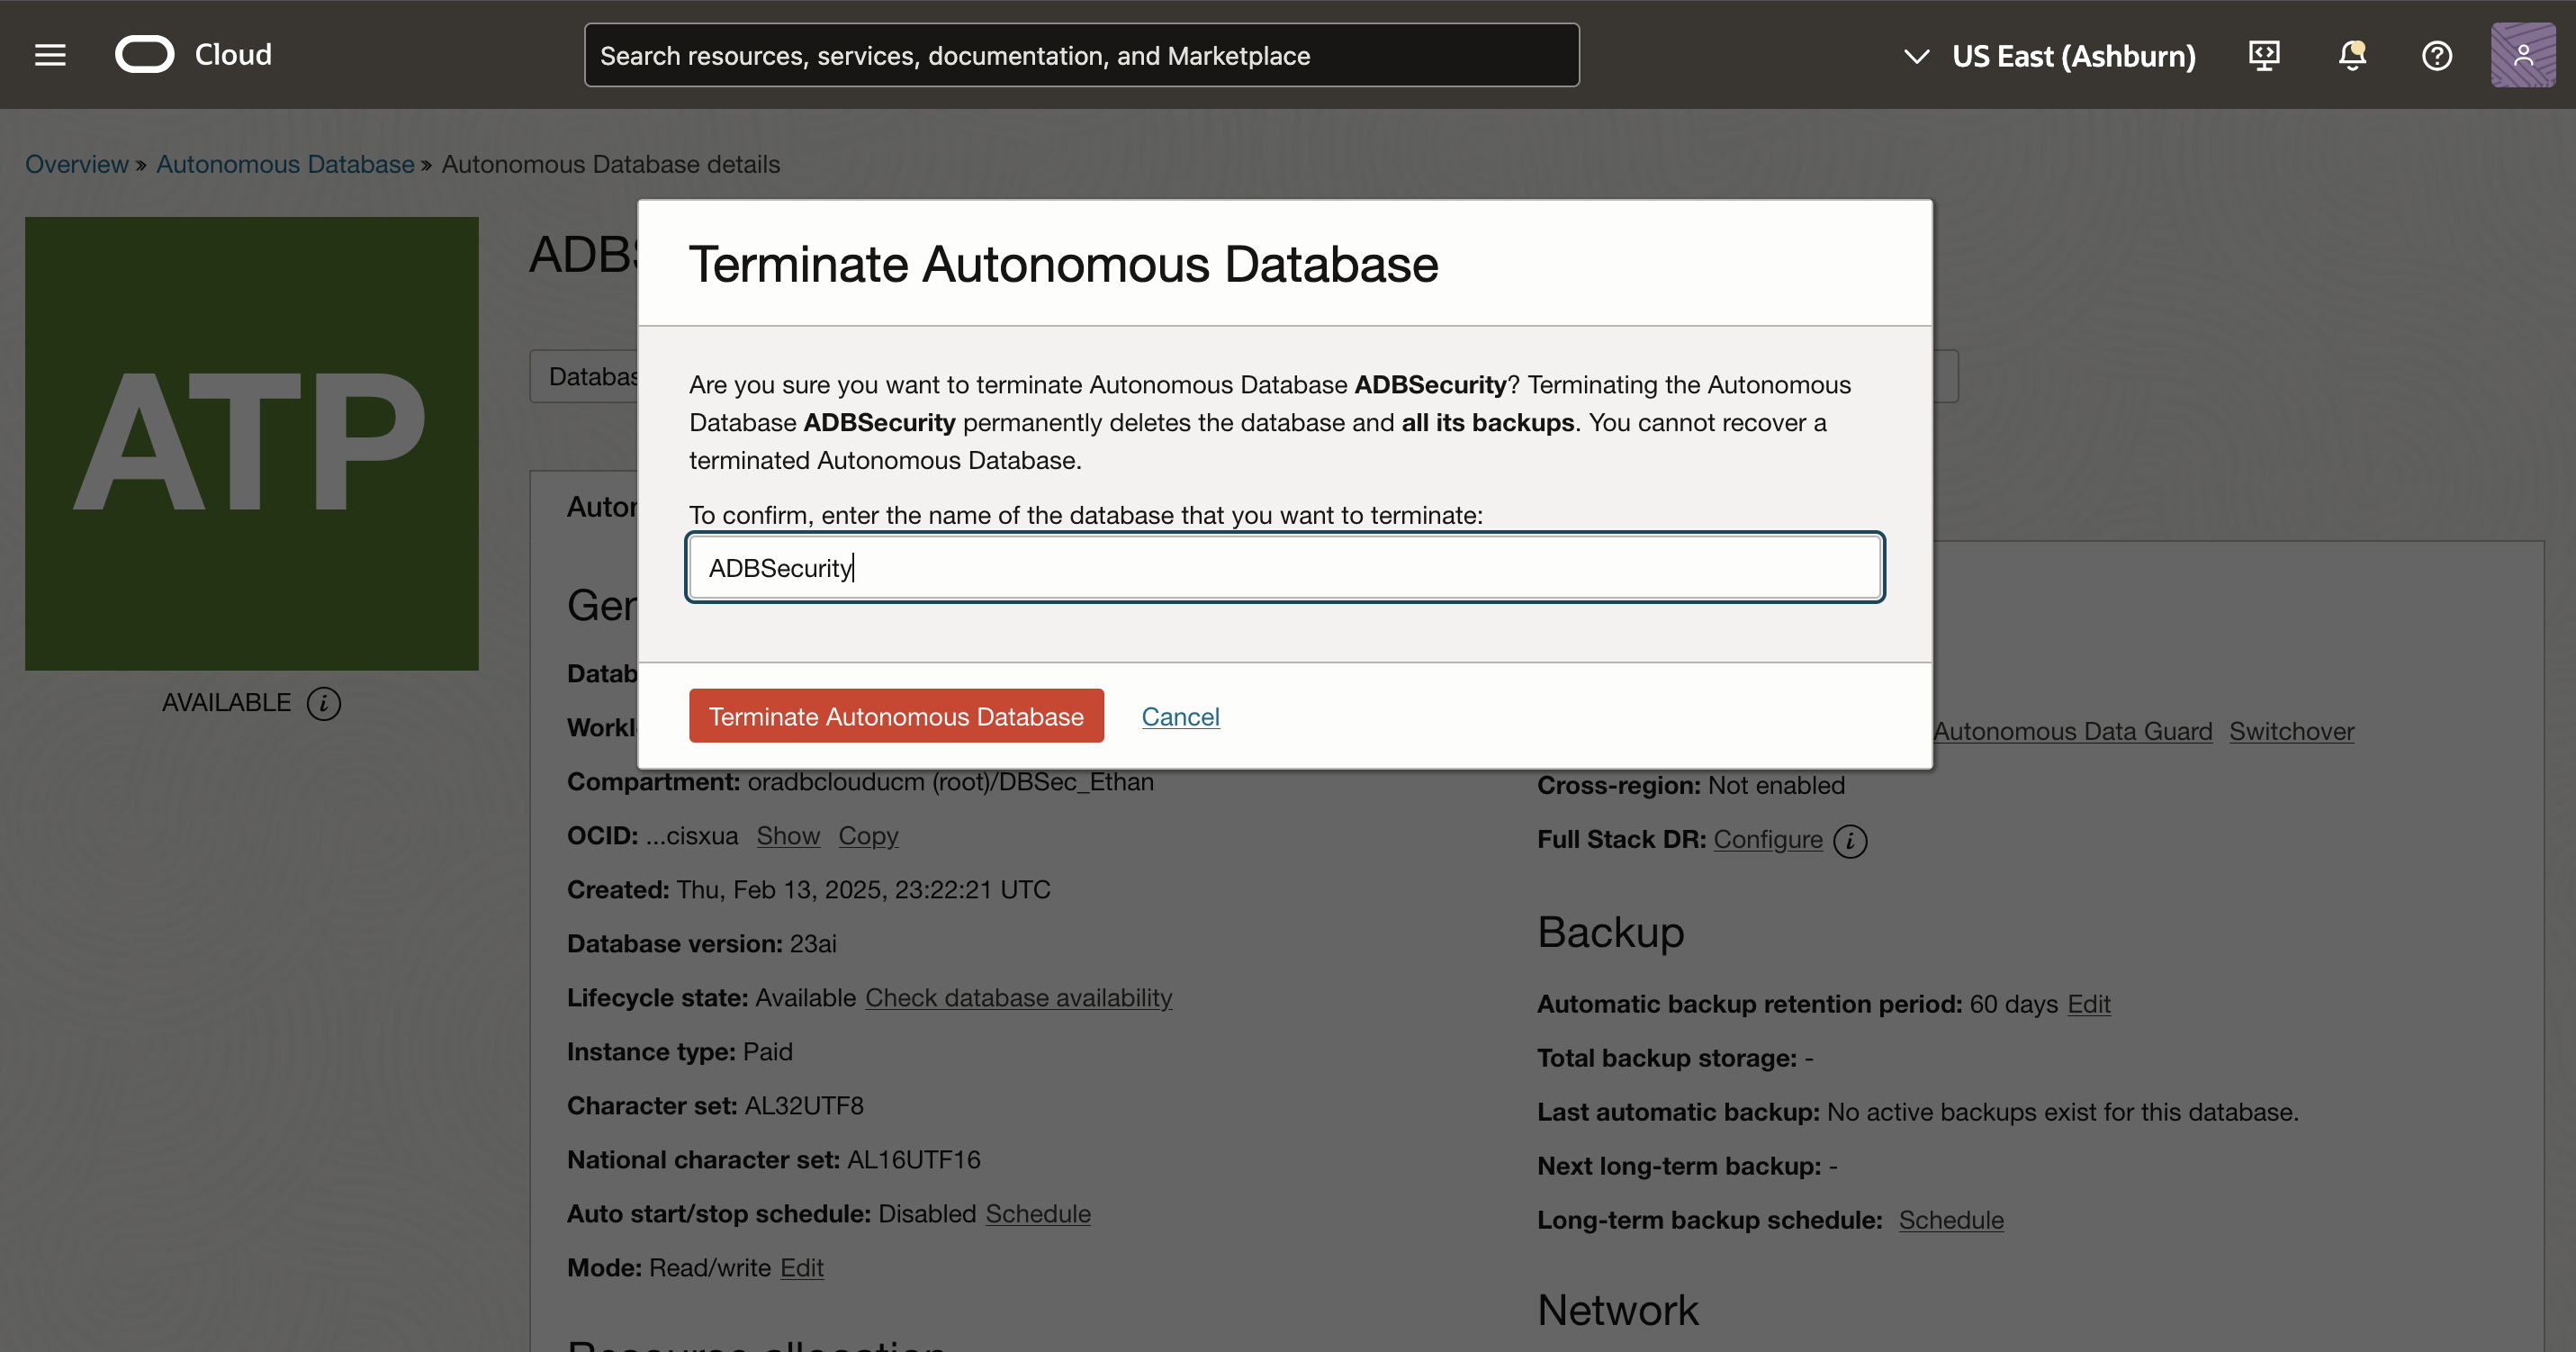 Cloud
Search resources, services, documentation, and Marketplace
US East (Ashburn)
Overview » Autonomous Database » Autonomous Database details
ATP
AVAILABLE
Terminate Autonomous Database
Are you sure you want to terminate Autonomous Database ADBSecurity? Terminating the Autonomous
Database ADBSecurity permanently deletes the database and all its backups. You cannot recover a
terminated Autonomous Database.
To confirm, enter the name of the database that you want to terminate:
ADBSecurity
Terminate Autonomous Database Cancel
Autonomous Data Guard Switchover
Compartment: oradbclouducm (root)/DBSec_Ethan
OCID: ...cisxua Show Copy
Created: Thu, Feb 13, 2025, 23:22:21 UTC
Database version: 23ai
Lifecycle state: Available Check database availability
Instance type: Paid
Character set: AL32UTF8
National character set: AL16UTF16
Auto start/stop schedule: Disabled Schedule
Mode: Read/write Edit
Cross-region: Not enabled
Full Stack DR: Configure
Backup
Automatic backup retention period: 60 days Edit
Total backup storage: -
Last automatic backup: No active backups exist for this database.
Next long-term backup: -
Long-term backup schedule: Schedule
Network